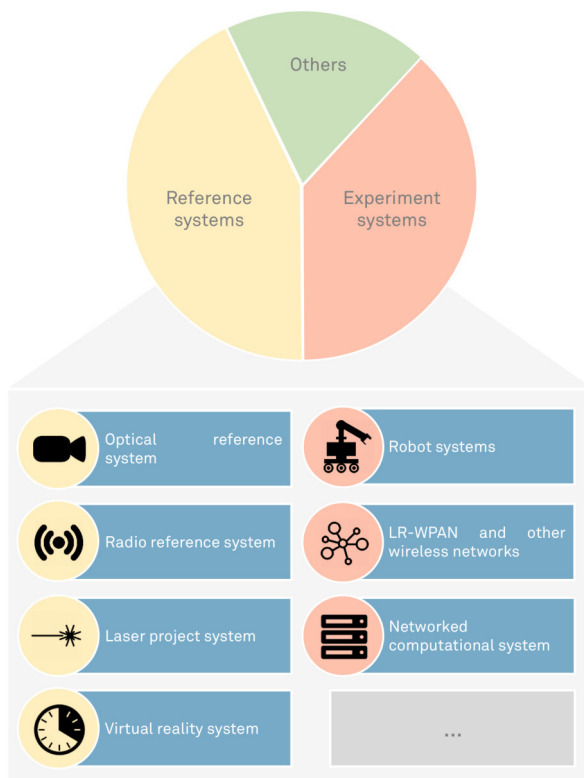 Others
Reference
systems
Experiment
systems
Optical reference
system
Robot systems
Radio reference system
LR-WPAN and other
wireless networks
Laser project system
Networked
computational system
Virtual reality system
...